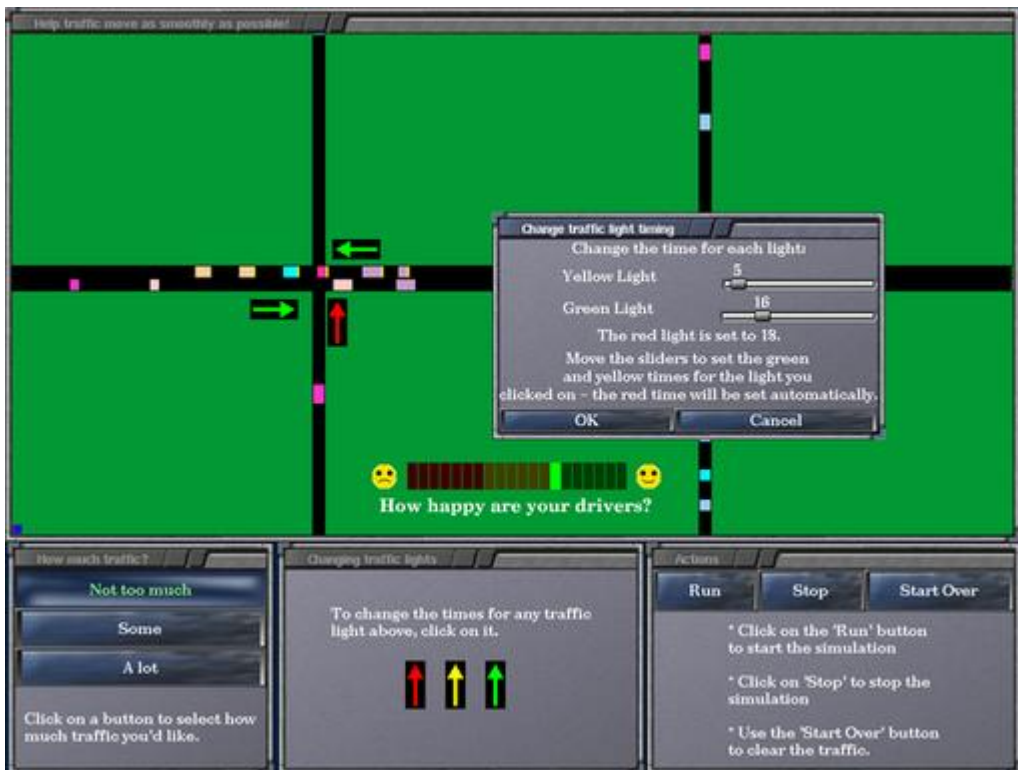 Help traffic move as smoothly as possible!
Change traffic light timing
Change the time for each light:
Yellow Light
5
Green Light
16
The red light is set to 18.
Move the sliders to set the green
and yellow times for the light you
clicked on - the red time will be set automatically.
OK
Cancel
How happy are your drivers?
How much traffic?
Not too much
Some
A lot
Click on a button to select how
much traffic you'd like.
Changing traffic lights
To change the times for any traffic
light above, click on it.
Actions
Run
Stop
Start Over
* Click on the 'Run' button
to start the simulation
* Click on 'Stop' to stop the
simulation
* Use the 'Start Over' button
to clear the traffic.